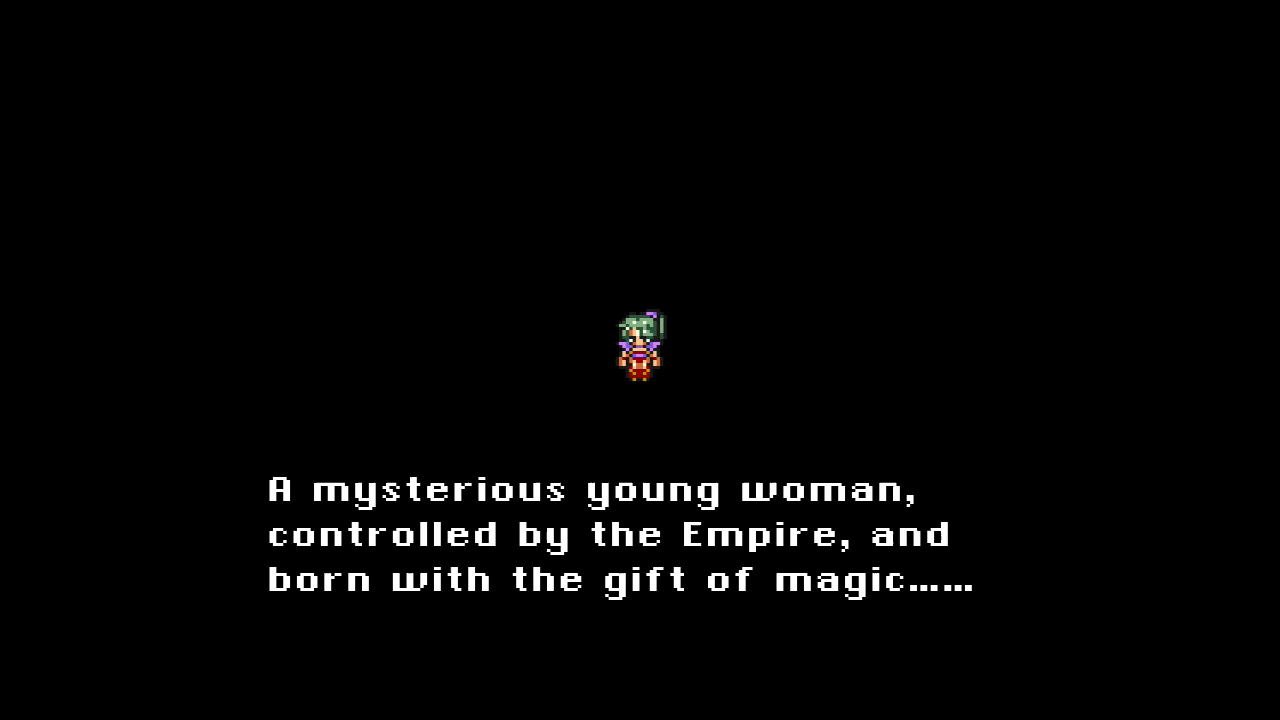 A mysterious young woman,
controlled by the Empire, and
born with the gift of magic……